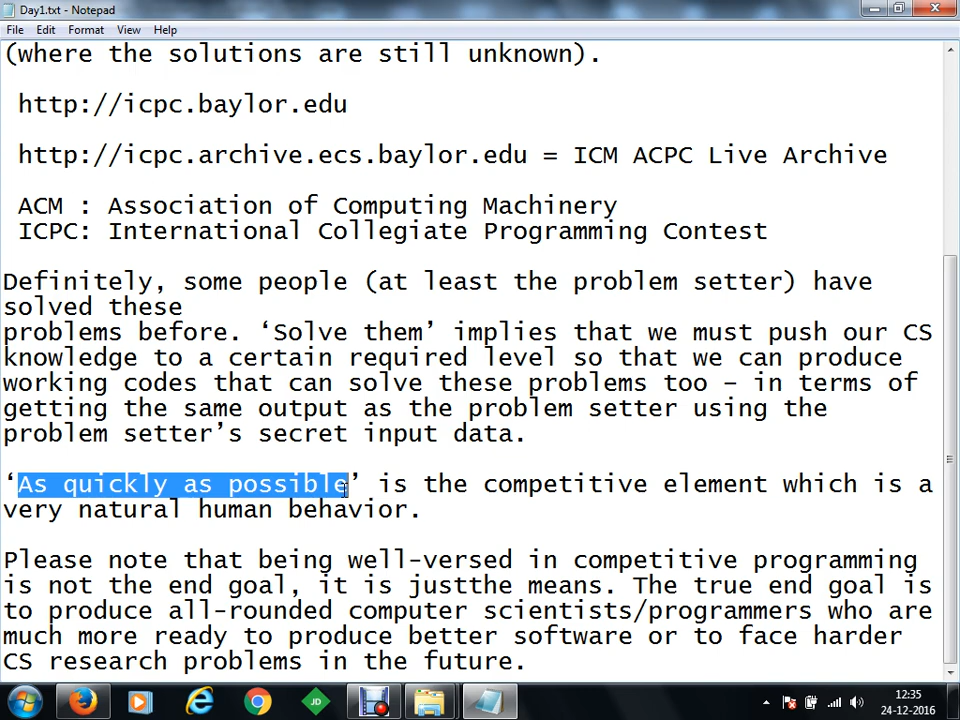 Day1.txt - Notepad
File Edit Format View Help
(where the solutions are still unknown).
http://icpc.baylor.edu
http://icpc.archive.ecs.baylor.edu = ICM ACPC Live Archive
ACM : Association of Computing Machinery
ICPC: International Collegiate Programming Contest
Definitely, some people (at least the problem setter) have
solved these
problems before. ‘Solve them’ implies that we must push our CS
knowledge to a certain required level so that we can produce
working codes that can solve these problems too – in terms of
getting the same output as the problem setter using the
problem setter’s secret input data.
‘As quickly as possible’ is the competitive element which is a
very natural human behavior.
Please note that being well-versed in competitive programming
is not the end goal, it is justthe means. The true end goal is
to produce all-rounded computer scientists/programmers who are
much more ready to produce better software or to face harder
CS research problems in the future.
JD
12:35
24-12-2016